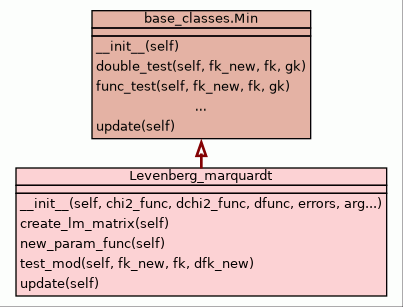 base_classes.Min
__init__(self)
double_test(self, fk_new, fk, gk)
func_test(self, fk_new, fk, gk)
...
update(self)
Levenberg_marquardt
__init__(self, chi2_func, dchi2_func, dfunc, errors, arg...)
create_lm_matrix(self)
new_param_func(self)
test_mod(self, fk_new, fk, dfk_new)
update(self)